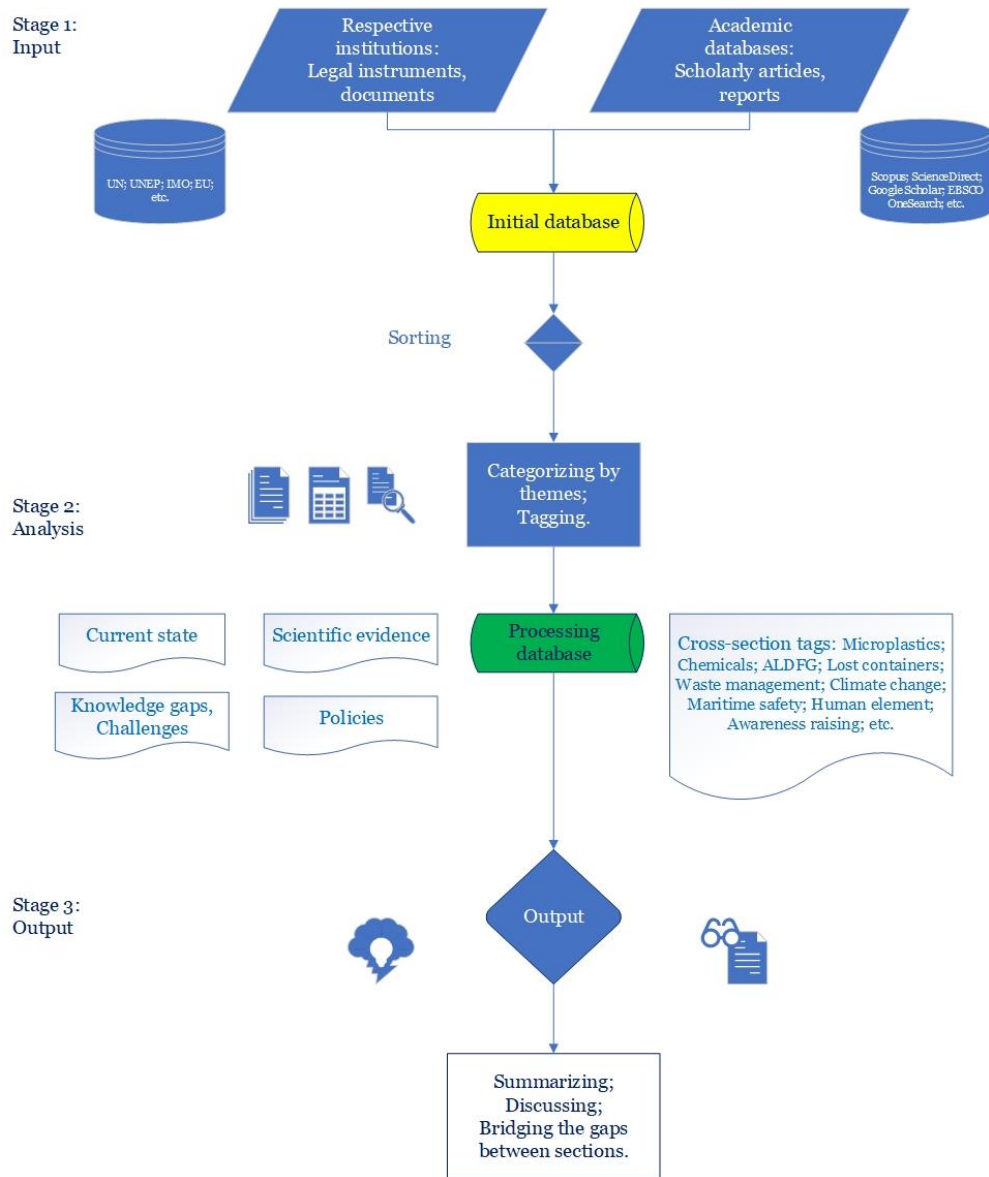 Stage 1:
Input
Respective
institutions:
Legal instruments,
documents
Academic
databases:
Scholarly articles,
reports
UN; UNEP; IMO; EU;
etc.
Scopus; ScienceDirect;
Google Scholar; EBSCO
OneSearch; etc.
Initial database
Sorting
Stage 2:
Analysis
Categorizing by
themes;
Tagging.
Current state
Scientific evidence
Knowledge gaps,
Challenges
Policies
Processing
database
Cross-section tags: Microplastics;
Chemicals; ALDFG; Lost containers;
Waste management; Climate change;
Maritime safety; Human element;
Awareness raising; etc.
Stage 3:
Output
Output
Summarizing;
Discussing;
Bridging the gaps
between sections.